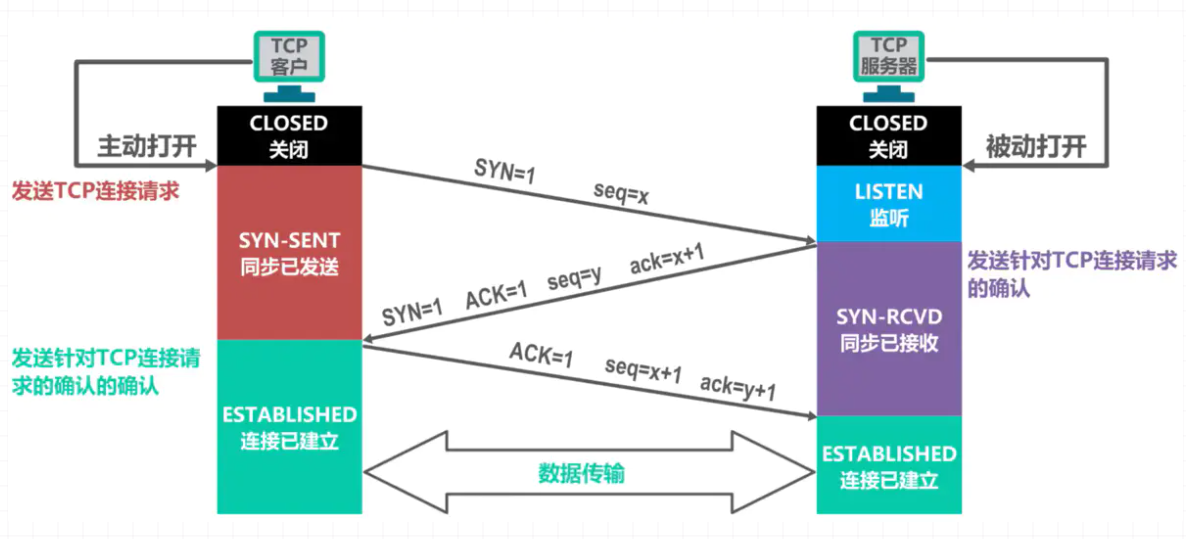 TCP
客户
TCP
服务器
CLOSED
关闭
CLOSED
关闭
主动打开
被动打开
发送TCP连接请求
SYN=1 seq=x
LISTEN
监听
SYN-SENT
同步已发送
SYN=1 ACK=1 seq=y ack=x+1
发送针对TCP连接请求
的确认
SYN-RCVD
同步已接收
发送针对TCP连接请
求的确认的确认
ACK=1 seq=x+1 ack=y+1
ESTABLISHED
连接已建立
数据传输
ESTABLISHED
连接已建立